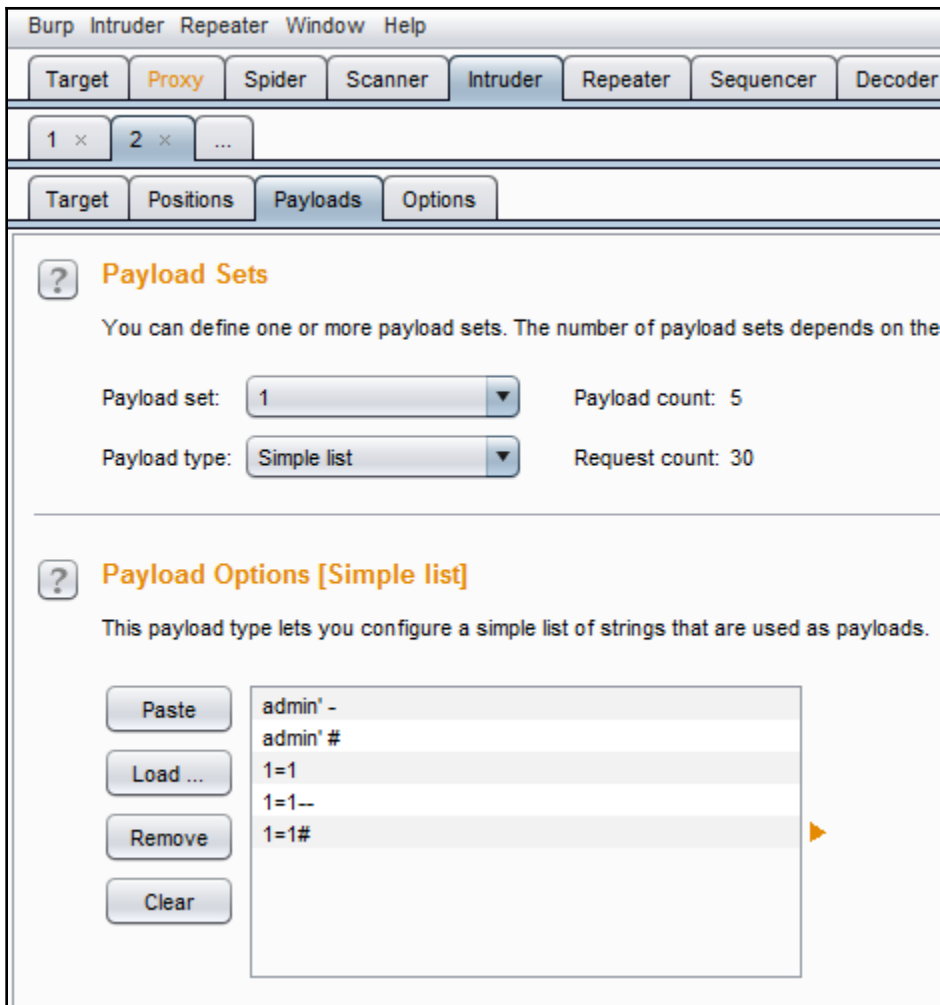 Burp Intruder Repeater Window Help
Target Proxy Spider Scanner Intruder Repeater Sequencer Decoder
1 × 2 × ...
Target Positions Payloads Options
? Payload Sets
You can define one or more payload sets. The number of payload sets depends on the
Payload set: 1 Payload count: 5
Payload type: Simple list Request count: 30
? Payload Options [Simple list]
This payload type lets you configure a simple list of strings that are used as payloads.
Paste admin' -
admin' #
Load ... 1=1
1=1--
Remove 1=1#
Clear